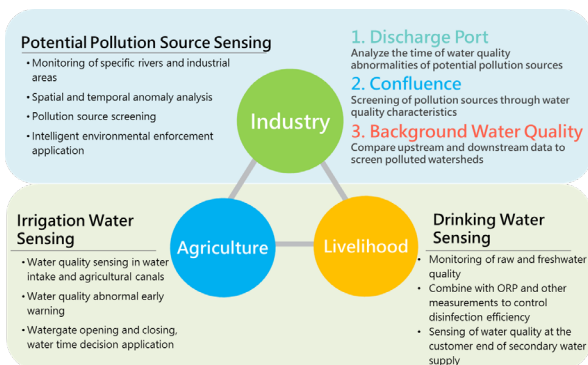 Potential Pollution Source Sensing
• Monitoring of specific rivers and industrial
areas
• Spatial and temporal anomaly analysis
• Pollution source screening
• Intelligent environmental enforcement
application
Industry
1. Discharge Port
Analyze the time of water quality
abnormalities of potential pollution sources
2. Confluence
Screening of pollution sources through water
quality characteristics
3. Background Water Quality
Compare upstream and downstream data to
screen polluted watersheds
Irrigation Water
Sensing
• Water quality sensing in water
intake and agricultural canals
• Water quality abnormal early
warning
• Watergate opening and closing,
water time decision application
Agriculture
Livelihood
Drinking Water
Sensing
• Monitoring of raw and freshwater
quality
• Combine with ORP and other
measurements to control
disinfection efficiency
• Sensing of water quality at the
customer end of secondary water
supply